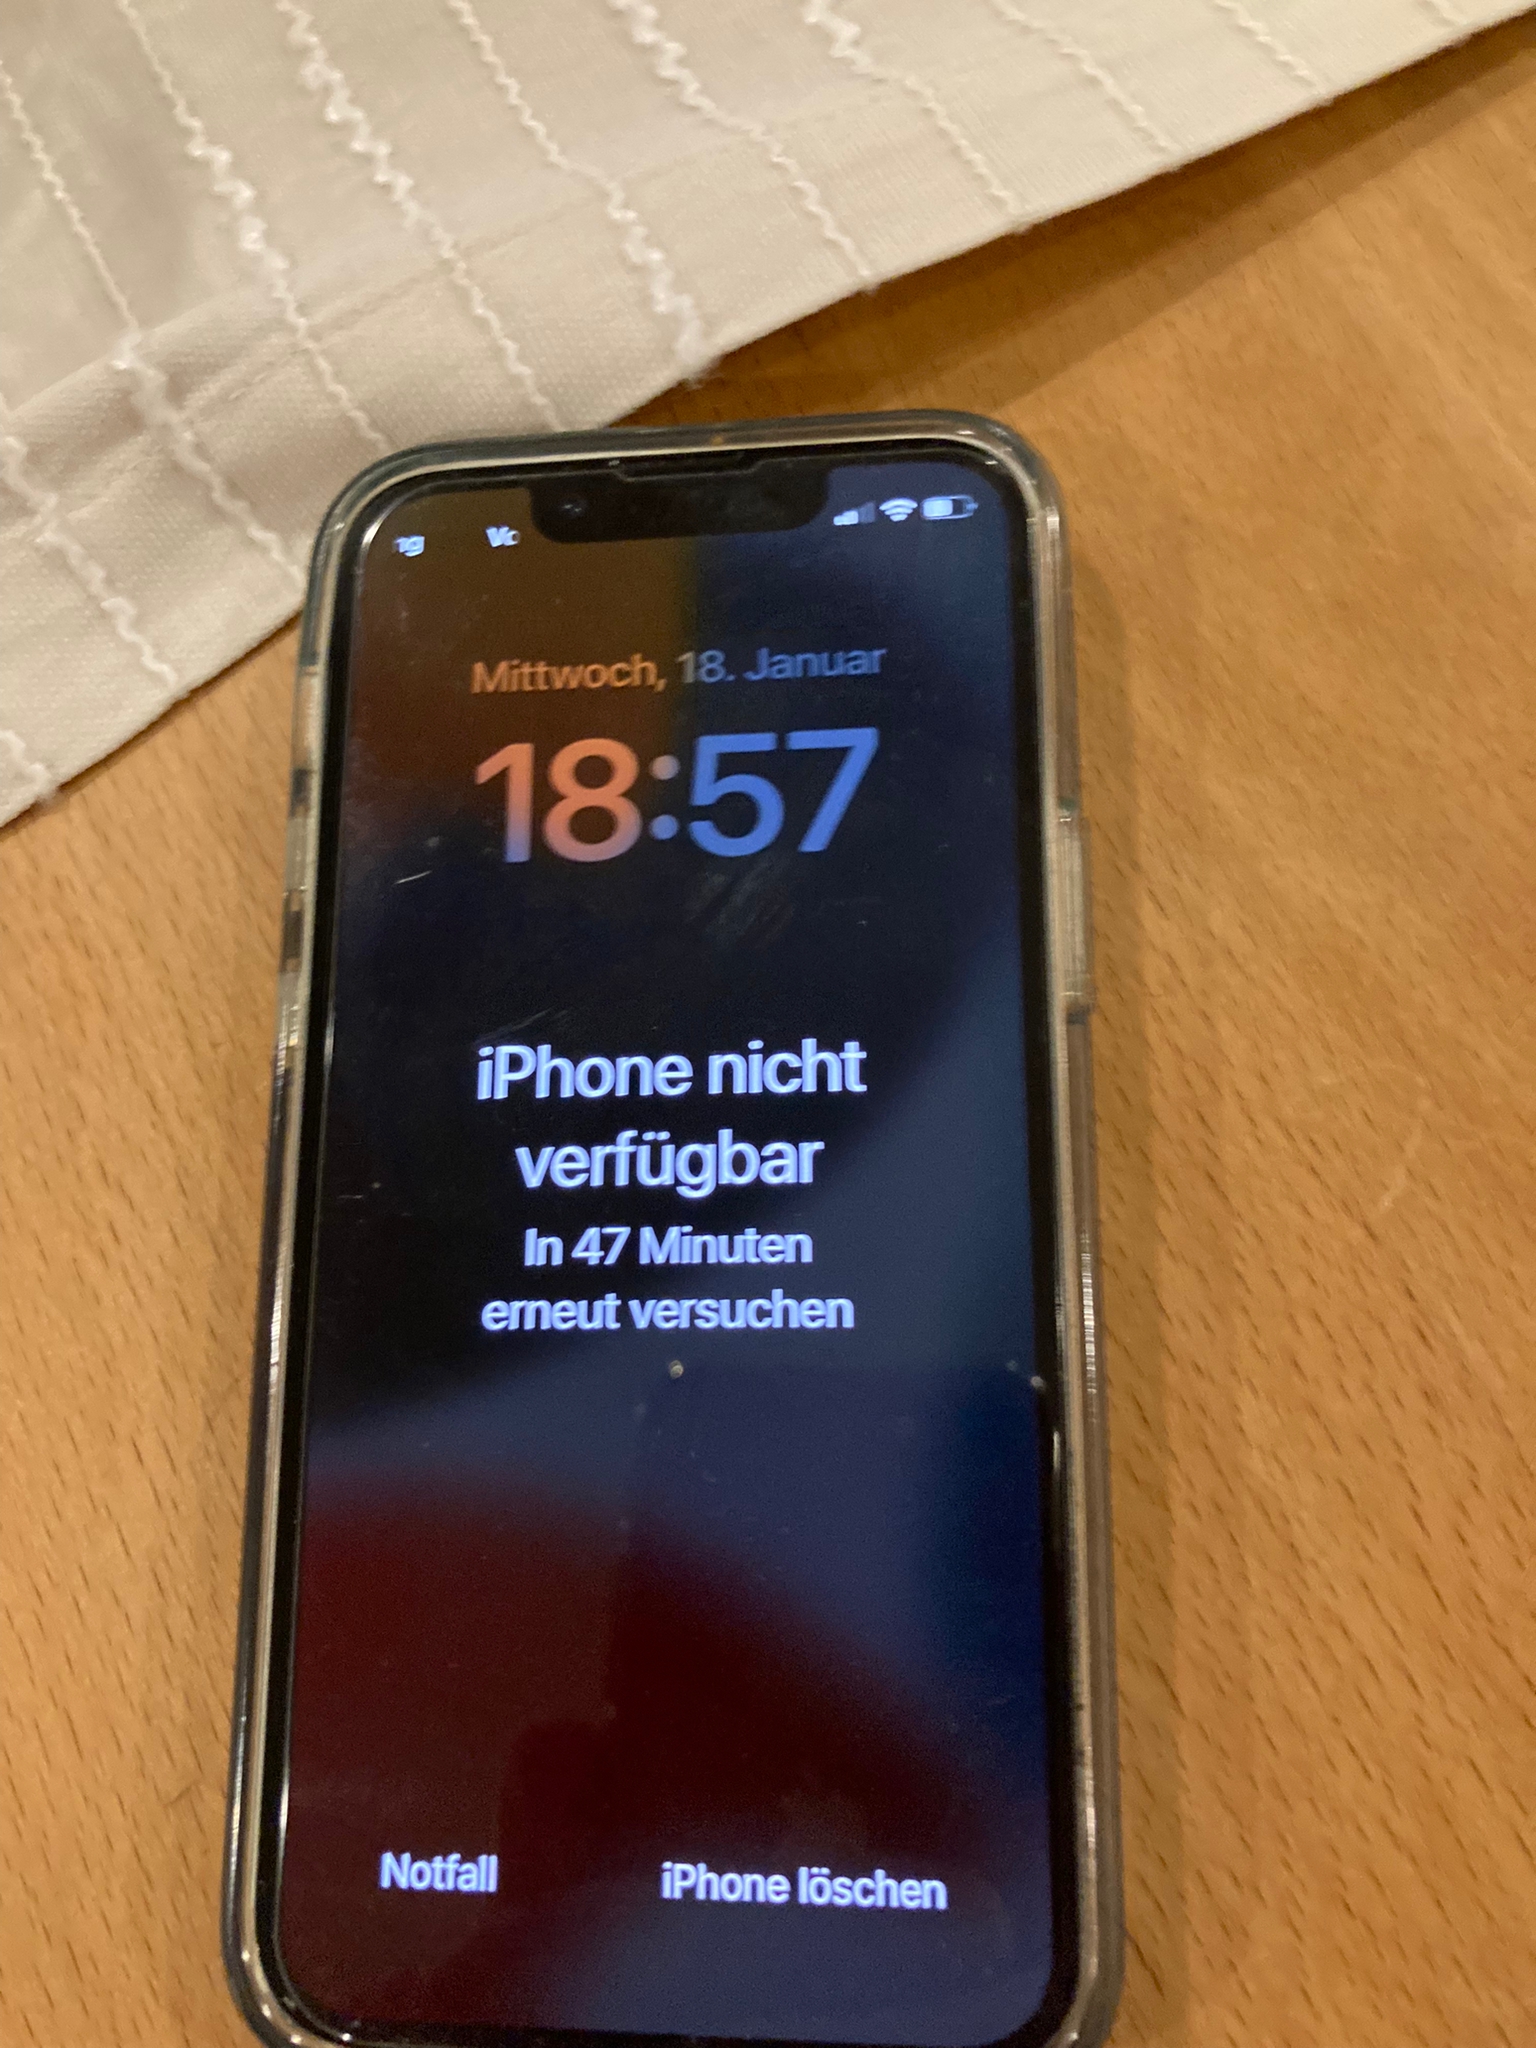 Mittwoch, 18. Januar
18:57
iPhone nicht
verfügbar
In 47 Minuten
erneut versuchen
Notfall
iPhone löschen